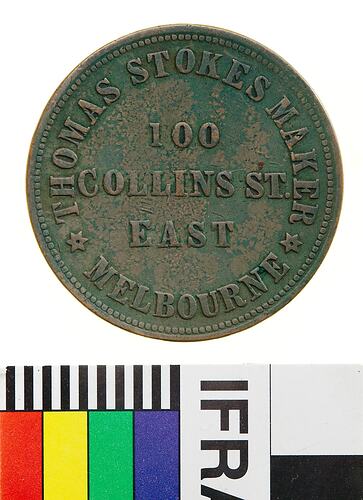 THOMAS STOKES MAKER
100
COLLINS ST.
EAST
MELBOURNE
IFRA